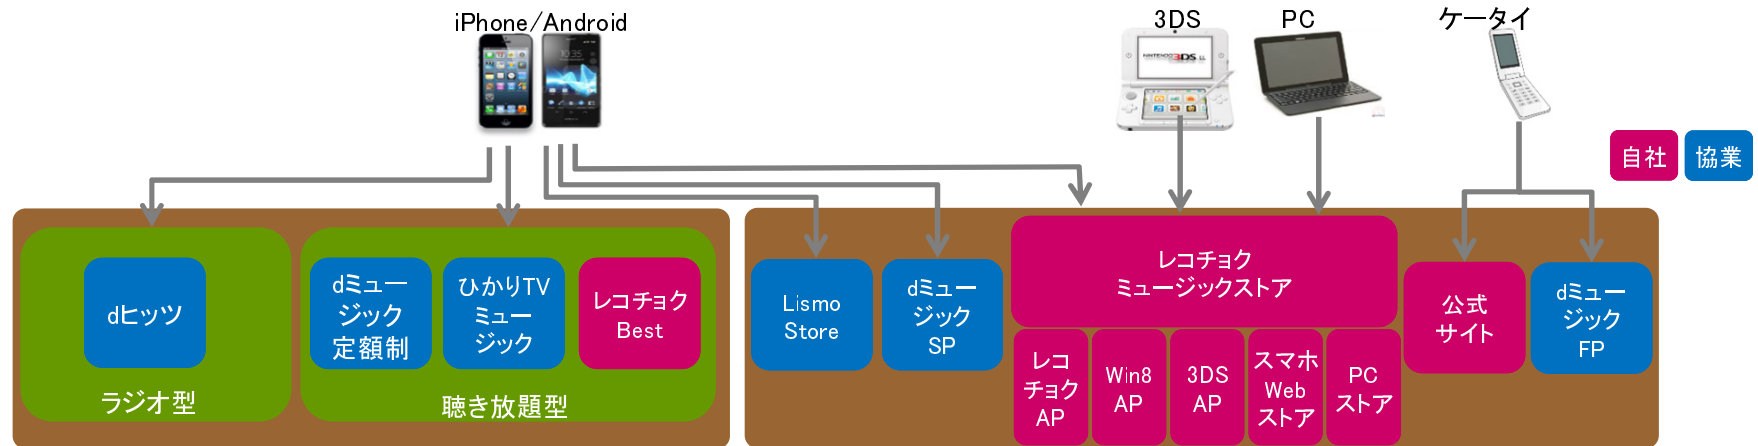 iPhone/Android
3DS
PC
ケータイ
10:35
NINTENDO3DS LL
自社
協業
dヒッツ
ラジオ型
dミュー
ジック
定額制
ひかりTV
ミュー
ジック
レコチョク
Best
聴き放題型
Lismo
Store
dミュー
ジック
SP
レコチョク
ミュージックストア
レコ
チョク
AP
Win8
AP
3DS
AP
スマホ
Web
ストア
PC
ストア
公式
サイト
dミュー
ジック
FP